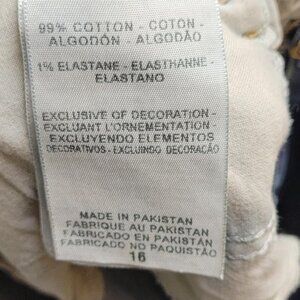 99% COTTON - COTON -
ALGODÓN - ALGODÃO
1% ELASTANE - ELASTHANNE -
ELASTANO
EXCLUSIVE OF DECORATION -
EXCLUANT L'ORNEMENTATION -
EXCLUYENDO ELEMENTOS
DECORATIVOS - EXCLUINDO DECORAÇÃO
MADE IN PAKISTAN
FABRIQUE AU PAKISTAN
FABRICADO EN PAKISTÁN
FABRICADO NO PAQUISTÃO
16